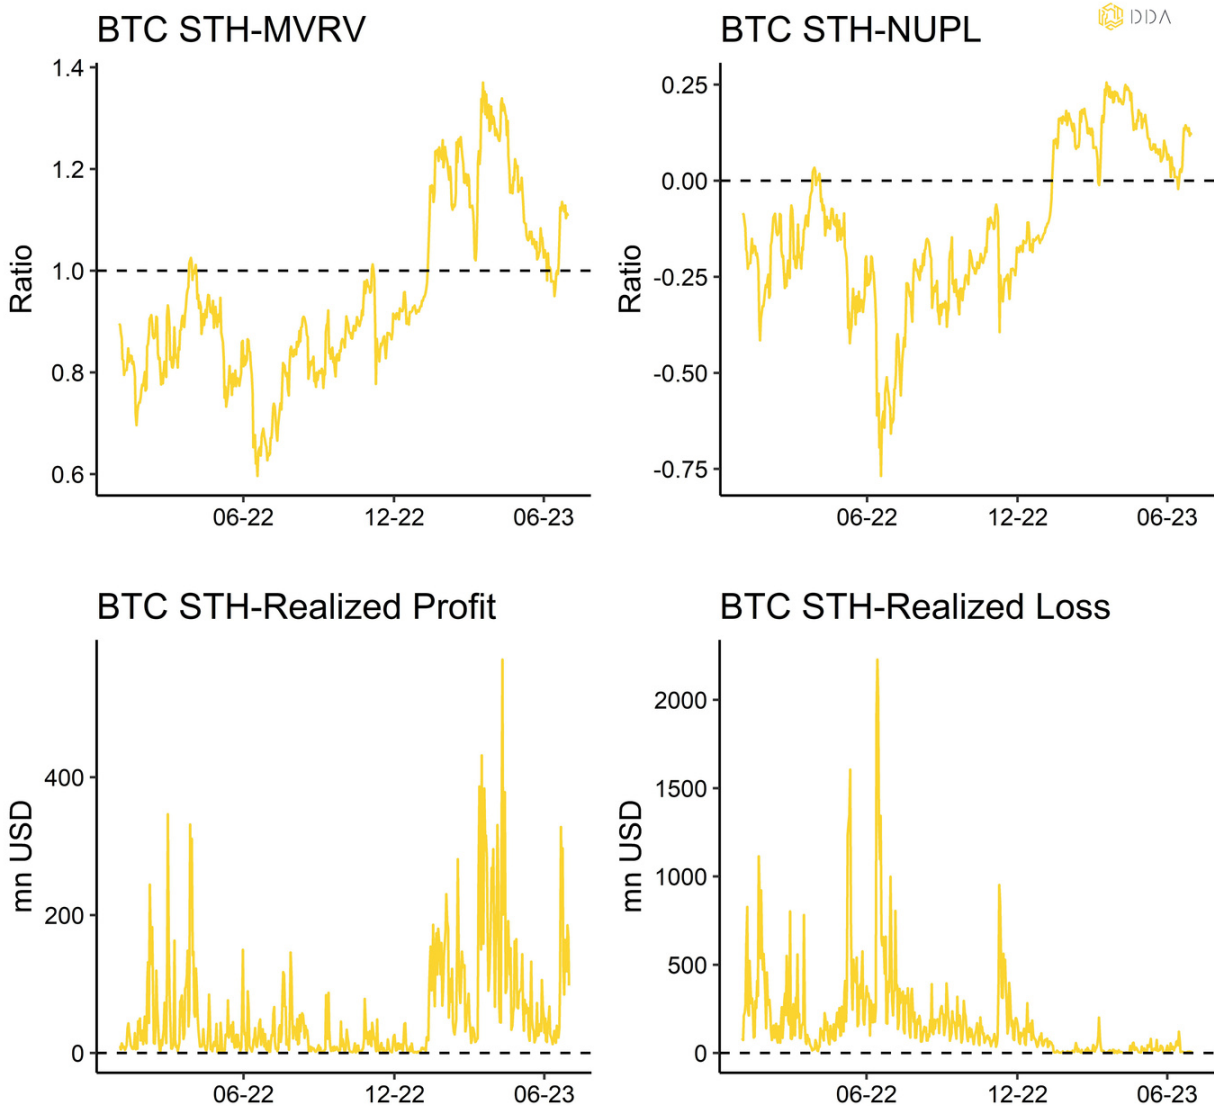 DDA
BTC STH-MVRV
Ratio
1.4
1.2
1.0
0.8
0.6
06-22 12-22 06-23
BTC STH-NUPL
Ratio
0.25
0.00
-0.25
-0.50
-0.75
06-22 12-22 06-23
BTC STH-Realized Profit
mn USD
400
200
0
06-22 12-22 06-23
BTC STH-Realized Loss
mn USD
2000
1500
1000
500
0
06-22 12-22 06-23